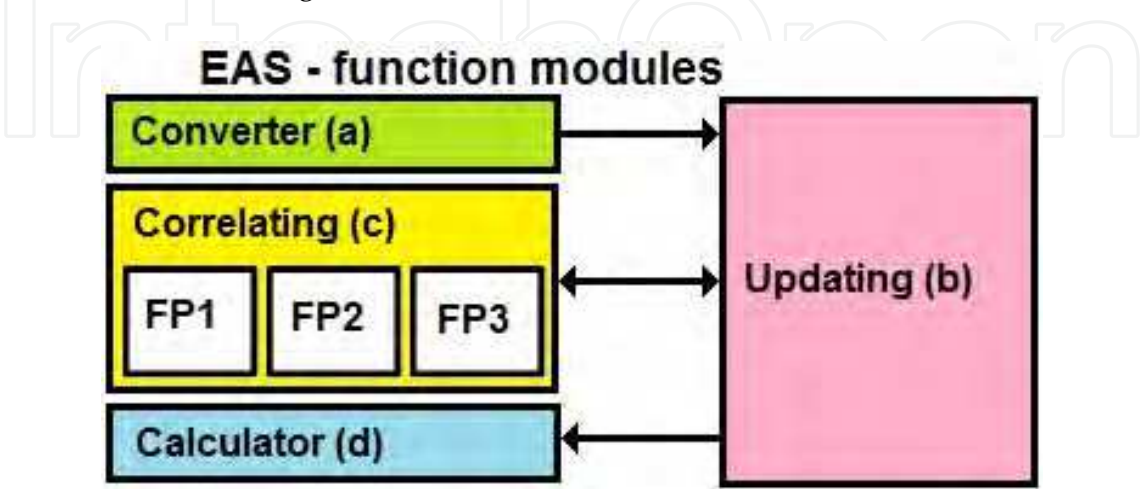 EAS - function modules
Converter (a)
Correlating (c)
FP1 FP2 FP3
Updating (b)
Calculator (d)